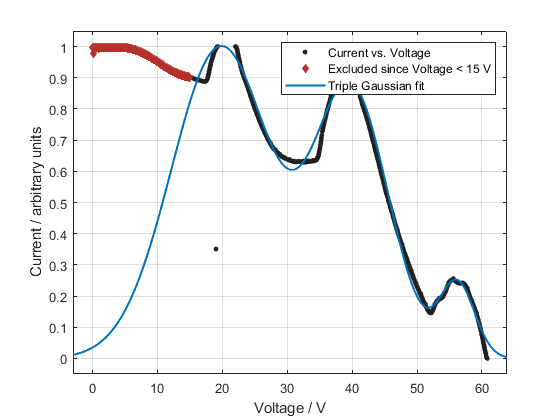 Current vs. Voltage
Excluded since Voltage < 15 V
Triple Gaussian fit
Current / arbitrary units
1
0.9
0.8
0.7
0.6
0.5
0.4
0.3
0.2
0.1
0
0 10 20 30 40 50 60
Voltage / V